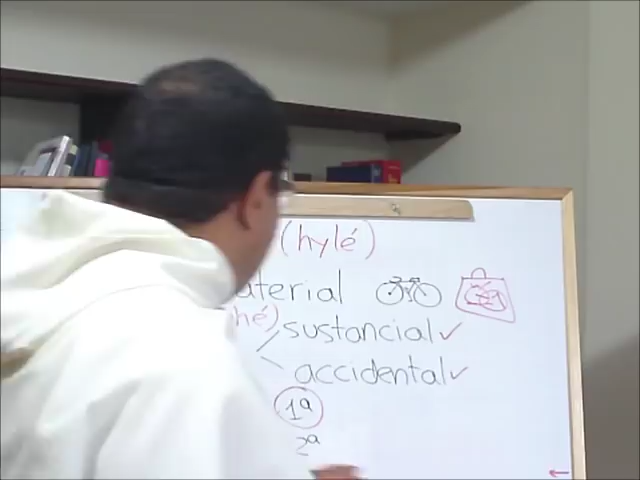 (hylé)
aterial
hé)
sustancial ✓
accidental ✓
1ª
2ª